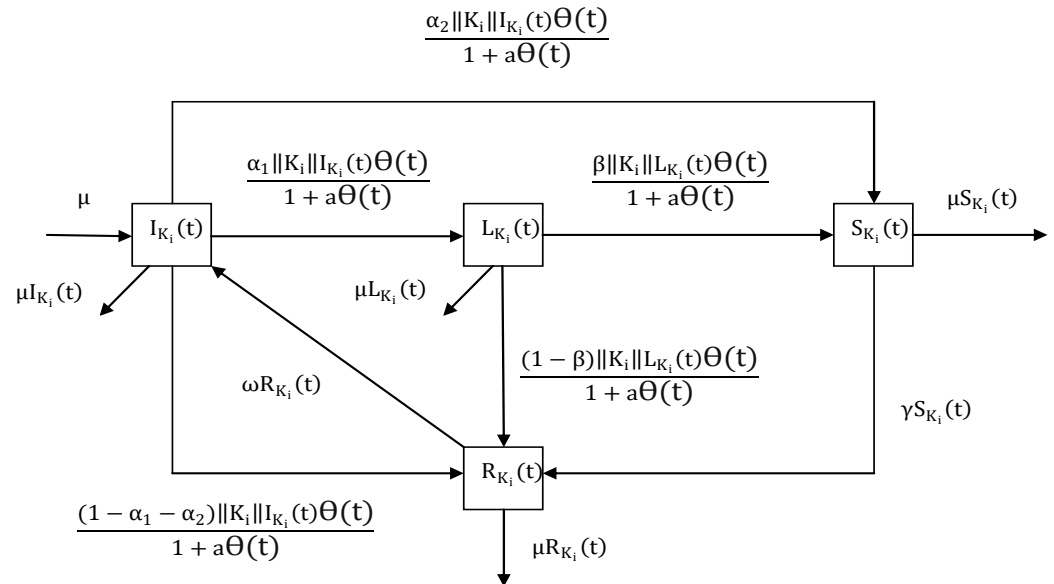 α₂‖Kᵢ‖I_{Kᵢ}(t)Θ(t)
1 + aΘ(t)
α₁‖Kᵢ‖I_{Kᵢ}(t)Θ(t)
1 + aΘ(t)
β‖Kᵢ‖L_{Kᵢ}(t)Θ(t)
1 + aΘ(t)
μ
I_{Kᵢ}(t)
L_{Kᵢ}(t)
S_{Kᵢ}(t)
μS_{Kᵢ}(t)
μI_{Kᵢ}(t)
μL_{Kᵢ}(t)
(1 − β)‖Kᵢ‖L_{Kᵢ}(t)Θ(t)
1 + aΘ(t)
ωR_{Kᵢ}(t)
γS_{Kᵢ}(t)
R_{Kᵢ}(t)
(1 − α₁ − α₂)‖Kᵢ‖I_{Kᵢ}(t)Θ(t)
1 + aΘ(t)
μR_{Kᵢ}(t)